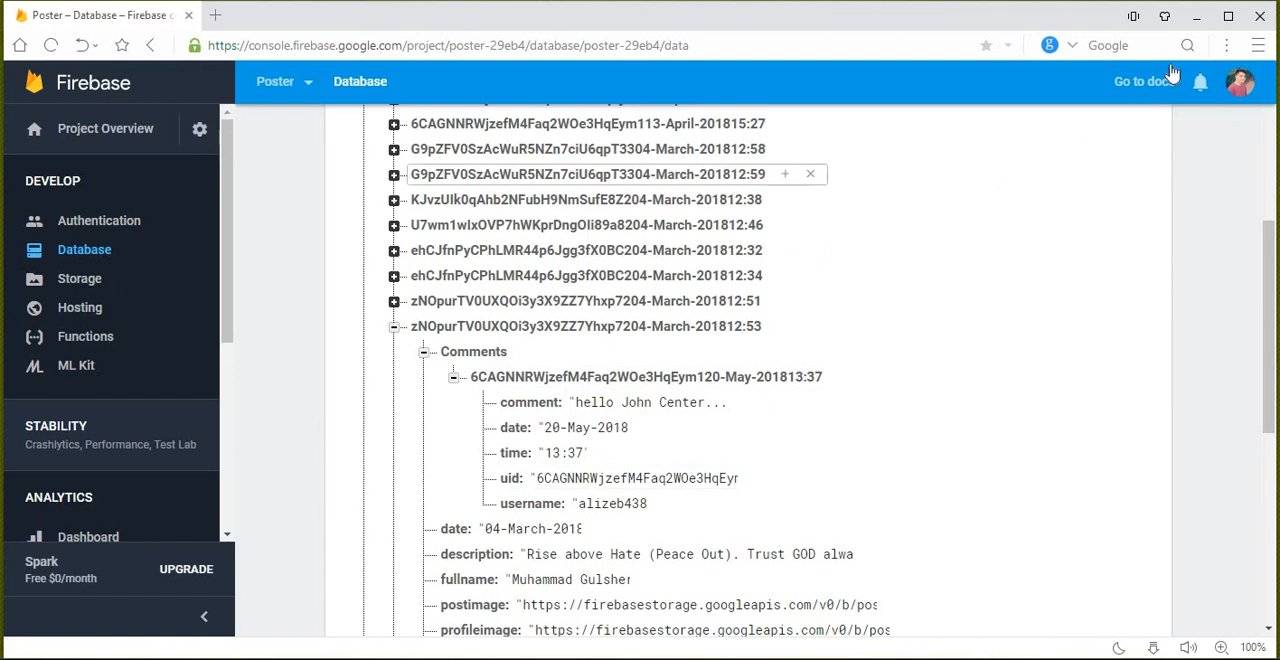 Poster – Database – Firebase c
https://console.firebase.google.com/project/poster-29eb4/database/poster-29eb4/data
Google
Firebase
Poster
Database
Go to docs
Project Overview
DEVELOP
Authentication
Database
Storage
Hosting
Functions
ML Kit
STABILITY
Crashlytics, Performance, Test Lab
ANALYTICS
Dashboard
Spark
Free $0/month
UPGRADE
6CAGNNRWjzefM4Faq2WOe3HqEym113-April-201815:27
G9pZFV0SzAcWuR5NZn7ciU6qpT3304-March-201812:58
G9pZFV0SzAcWuR5NZn7ciU6qpT3304-March-201812:59
KJvzUIk0qAhb2NFubH9NmSufE8Z204-March-201812:38
U7wm1wIxOVP7hWKprDngOli89a8204-March-201812:46
ehCJfnPyCPhLMR44p6Jgg3fX0BC204-March-201812:32
ehCJfnPyCPhLMR44p6Jgg3fX0BC204-March-201812:34
zNOpurTV0UXQOi3y3X9ZZ7Yhxp7204-March-201812:51
zNOpurTV0UXQOi3y3X9ZZ7Yhxp7204-March-201812:53
Comments
6CAGNNRWjzefM4Faq2WOe3HqEym120-May-201813:37
comment: "hello John Center...
date: "20-May-2018
time: "13:37"
uid: "6CAGNNRWjzefM4Faq2WOe3HqEyr
username: "alizeb438
date: "04-March-2018
description: "Rise above Hate (Peace Out). Trust GOD alwa
fullname: "Muhammad Gulsher
postimage: "https://firebasestorage.googleapis.com/v0/b/pos
profileimage: "https://firebasestorage.googleapis.com/v0/b/pos
100%